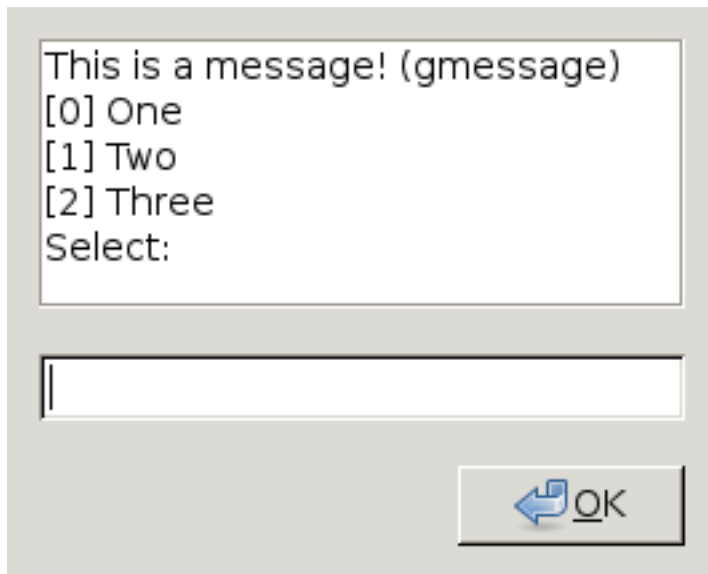 This is a message! (gmessage)
[0] One
[1] Two
[2] Three
Select:
OK